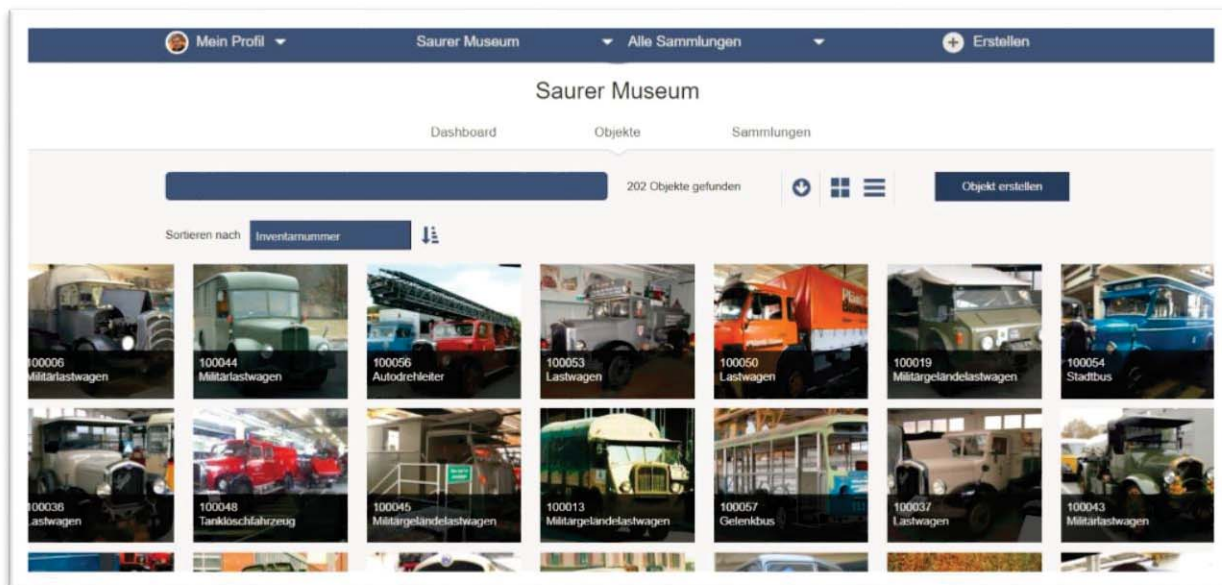 Mein Profil Saurer Museum Alle Sammlungen Erstellen
Saurer Museum
Dashboard Objekte Sammlungen
202 Objekte gefunden Objekt erstellen
Sortieren nach Inventarnummer
100006
Militärlastwagen
100044
Militärlastwagen
100056
Autodrehleiter
100053
Lastwagen
100050
Lastwagen
100019
Militärgeländelastwagen
100054
Stadtbus
100036
Lastwagen
100048
Tanklöschfahrzeug
100045
Militärgeländelastwagen
100013
Militärgeländelastwagen
100057
Gelenkbus
100037
Lastwagen
100043
Militärlastwagen